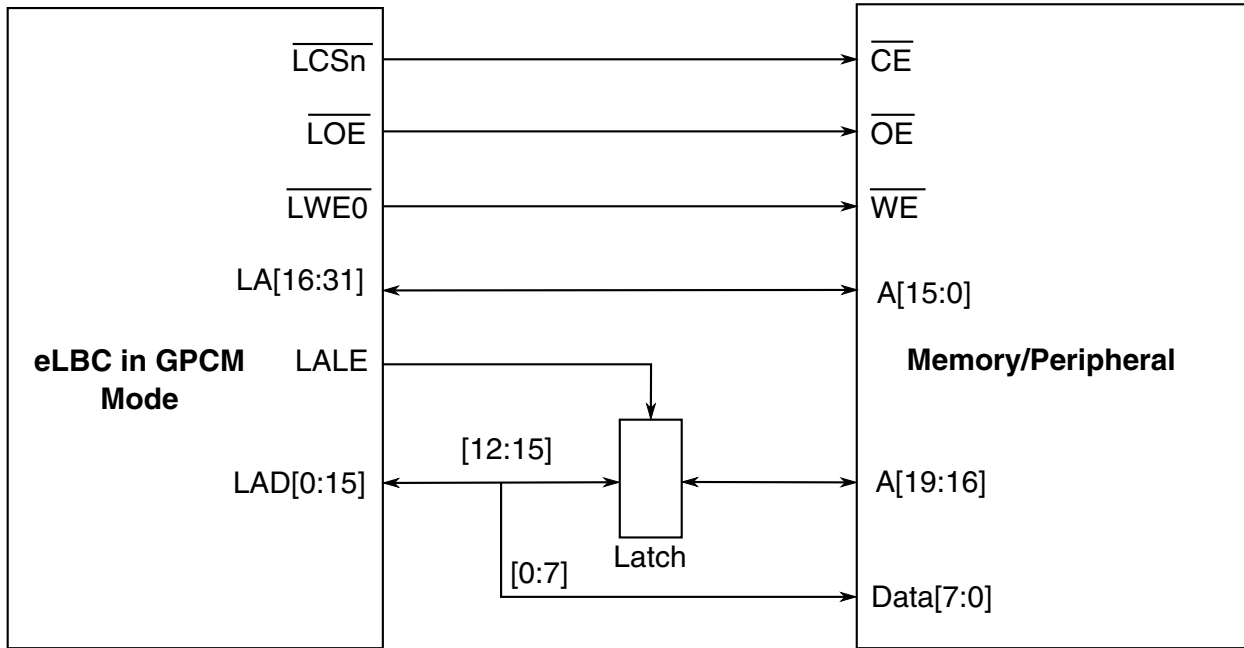 LCSn
CE
LOE
OE
LWE0
WE
LA[16:31]
A[15:0]
eLBC in GPCM
Mode
LALE
Memory/Peripheral
[12:15]
LAD[0:15]
A[19:16]
Latch
[0:7]
Data[7:0]